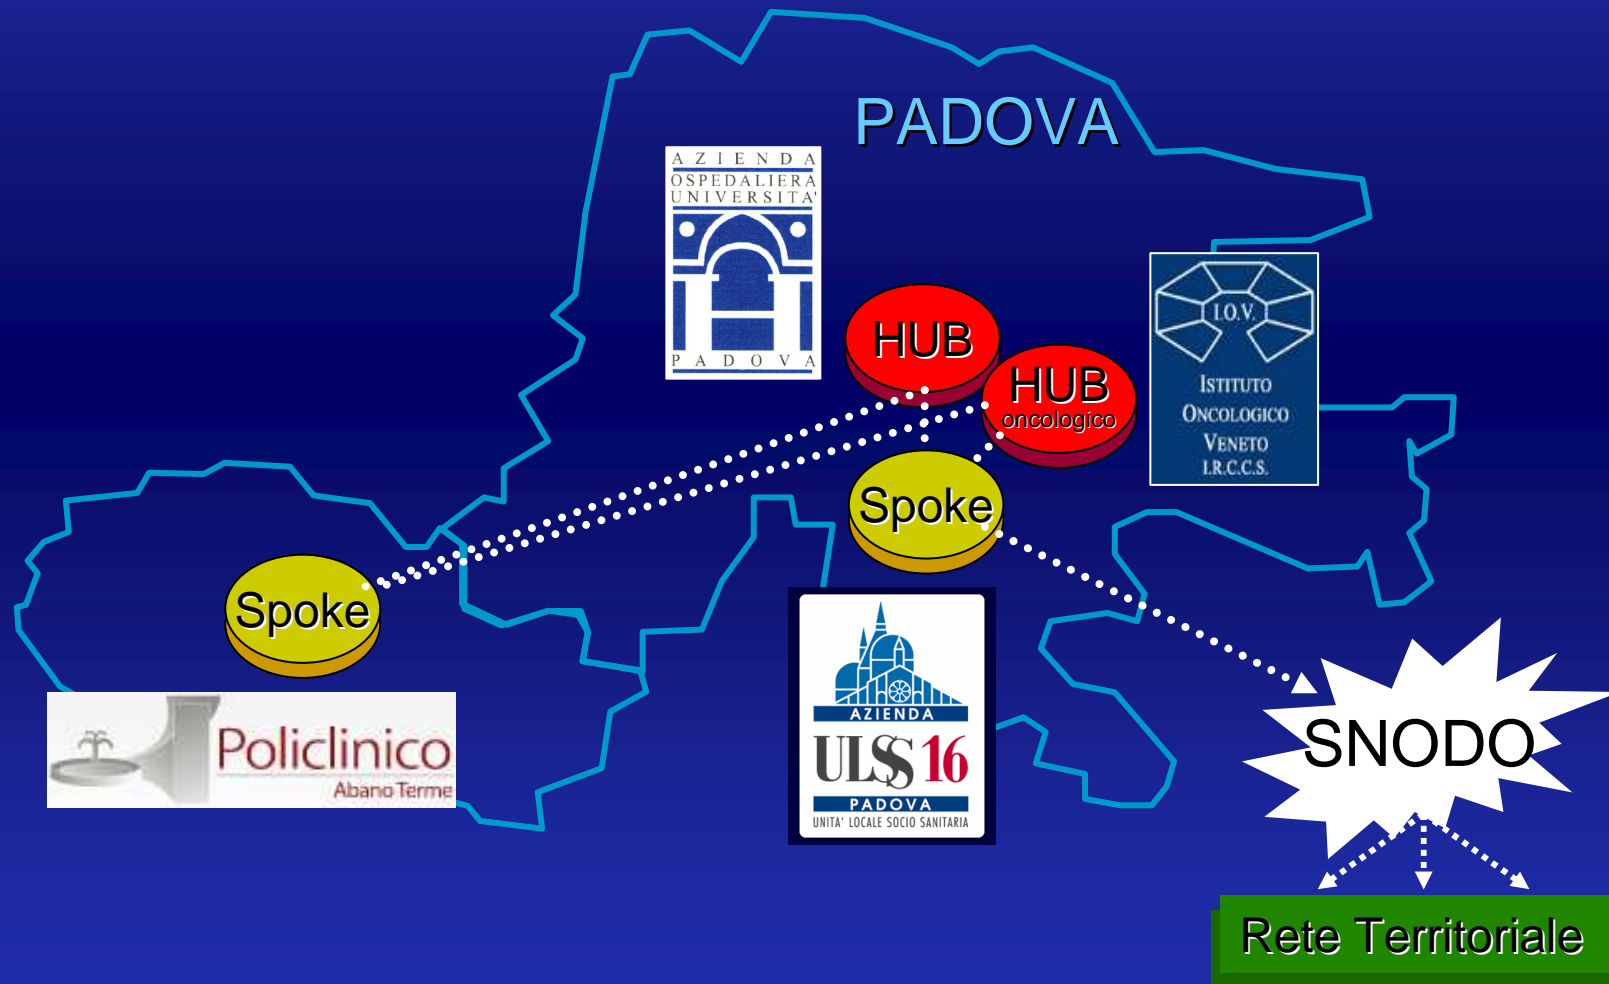 PADOVA
AZIENDA
OSPEDALIERA
UNIVERSITA'
PADOVA
HUB
HUB
oncologico
I.O.V.
ISTITUTO
ONCOLOGICO
VENETO
I.R.C.C.S.
Spoke
Spoke
Policlinico
Abano Terme
AZIENDA
ULSS 16
PADOVA
UNITA' LOCALE SOCIO SANITARIA
SNODO
Rete Territoriale